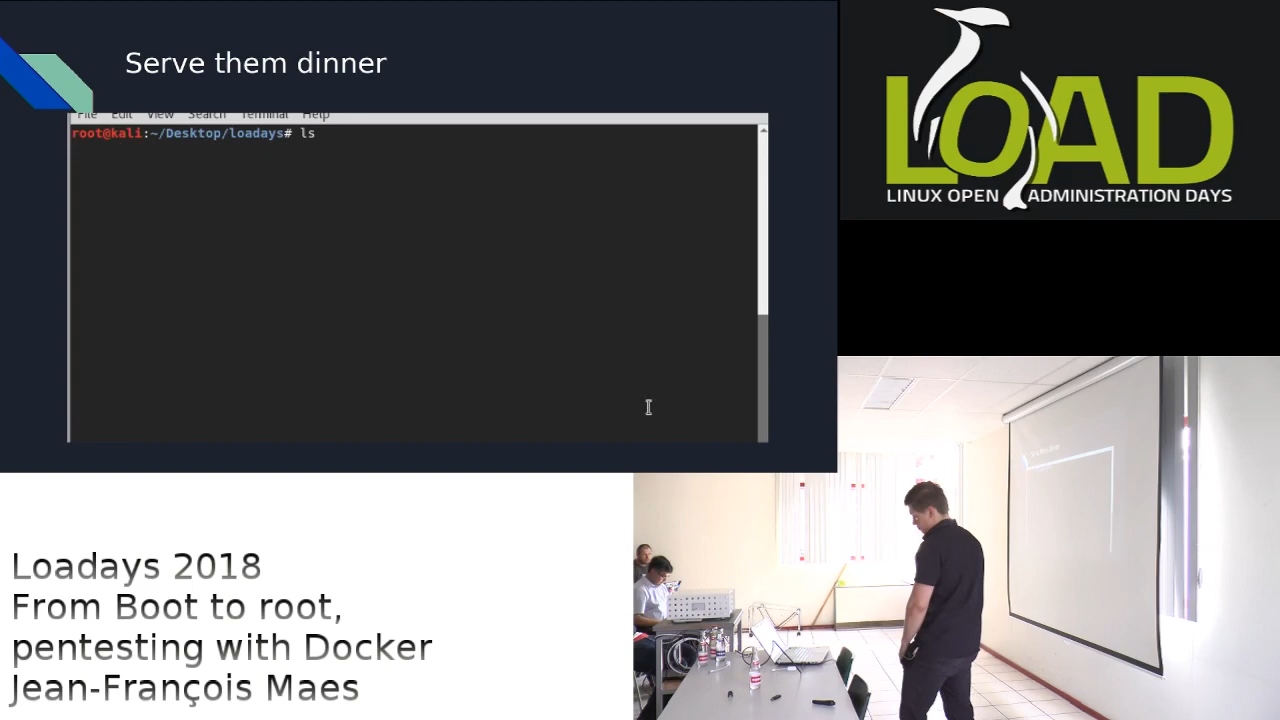 Serve them dinner
File Edit View Search Terminal Help
root@kali:~/Desktop/loadays# ls
LOAD
LINUX OPEN ADMINISTRATION DAYS
Loadays 2018
From Boot to root,
pentesting with Docker
Jean-François Maes